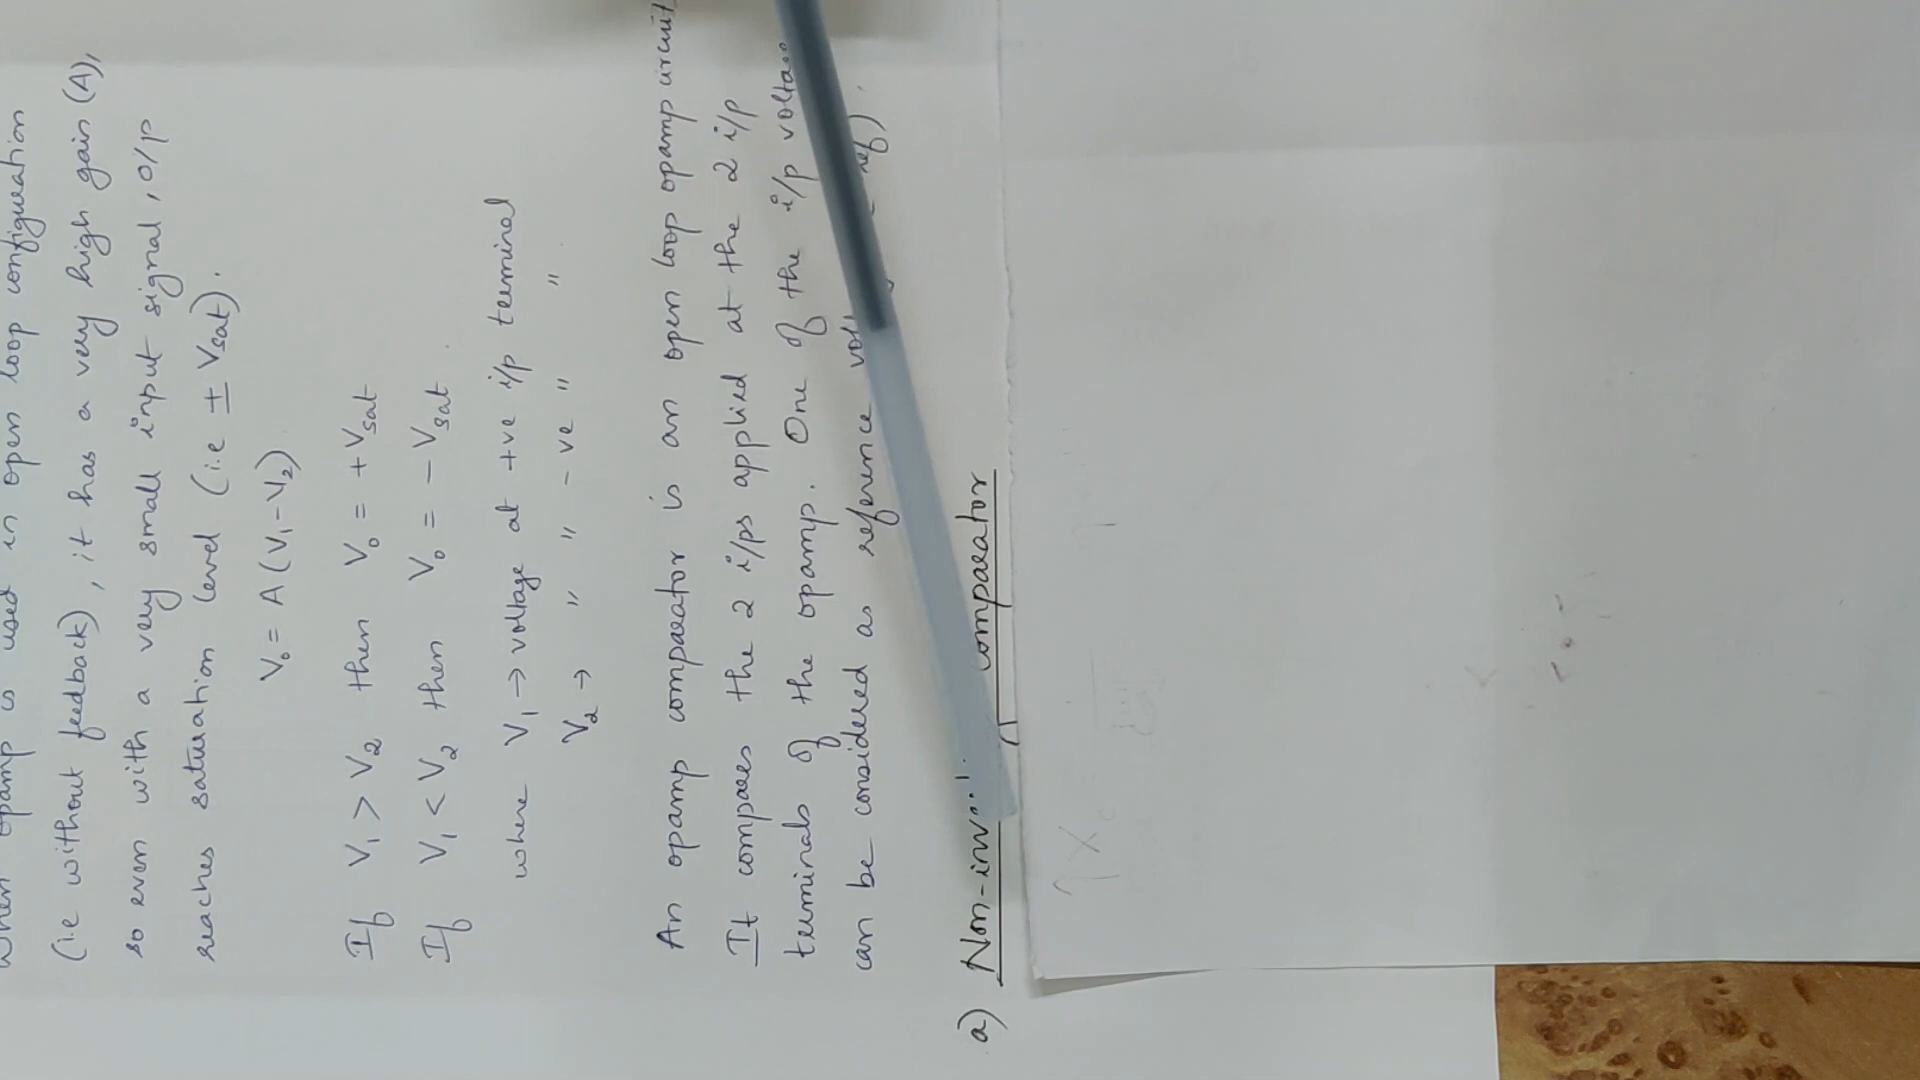 When opamp is used in open loop configuration
(i.e without feedback), it has a very high gain (A),
so even with a very small input signal, o/p
reaches saturation level (i.e ± Vsat).
V₀ = A (V₁ - V₂)
If V₁ > V₂ then V₀ = + Vsat
If V₁ < V₂ then V₀ = - Vsat
where V₁ → voltage at +ve i/p terminal
V₂ → " " -ve " "
An opamp comparator is an open loop opamp circuit
It compares the 2 i/ps applied at the 2 i/p
terminals of the opamp. One of the i/p
can be considered as reference
a) Non-inv comparator